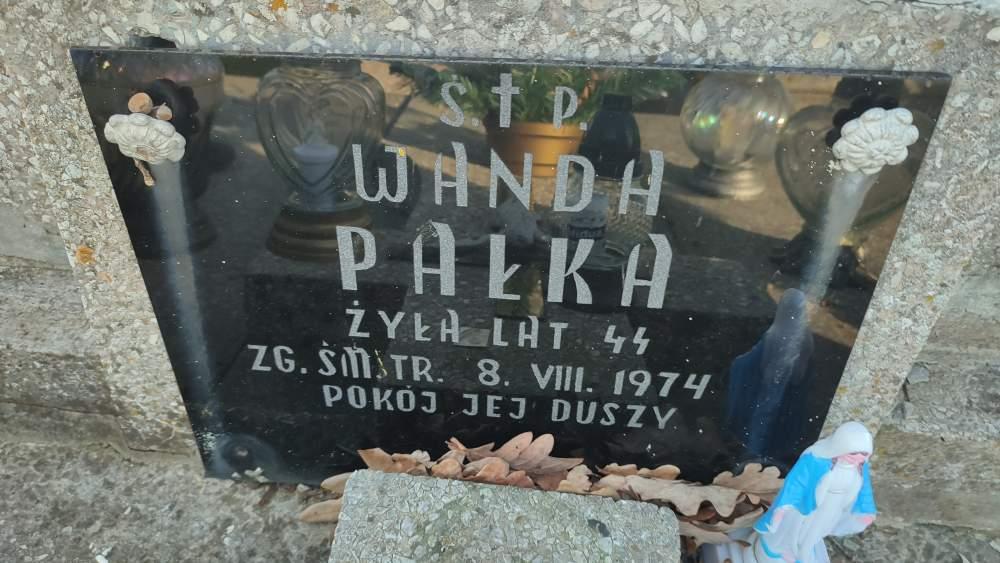 Ś.†P.
WANDA
PAŁKA
ŻYŁA LAT 44
ZG. ŚM. TR. 8. VIII. 1974
POKÓJ JEJ DUSZY